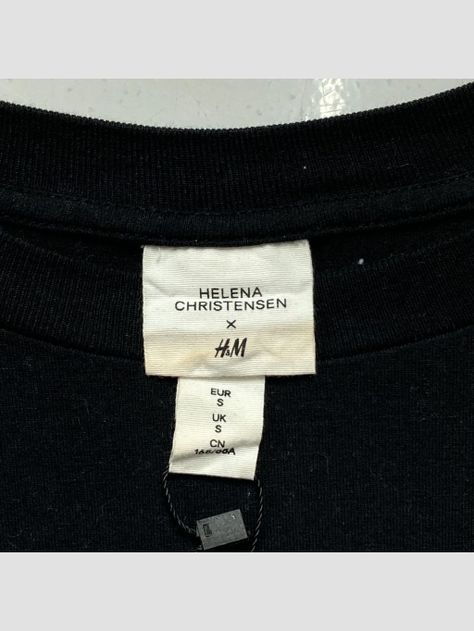 HELENA
CHRISTENSEN
×
H&M
EUR
S
UK
S
CN